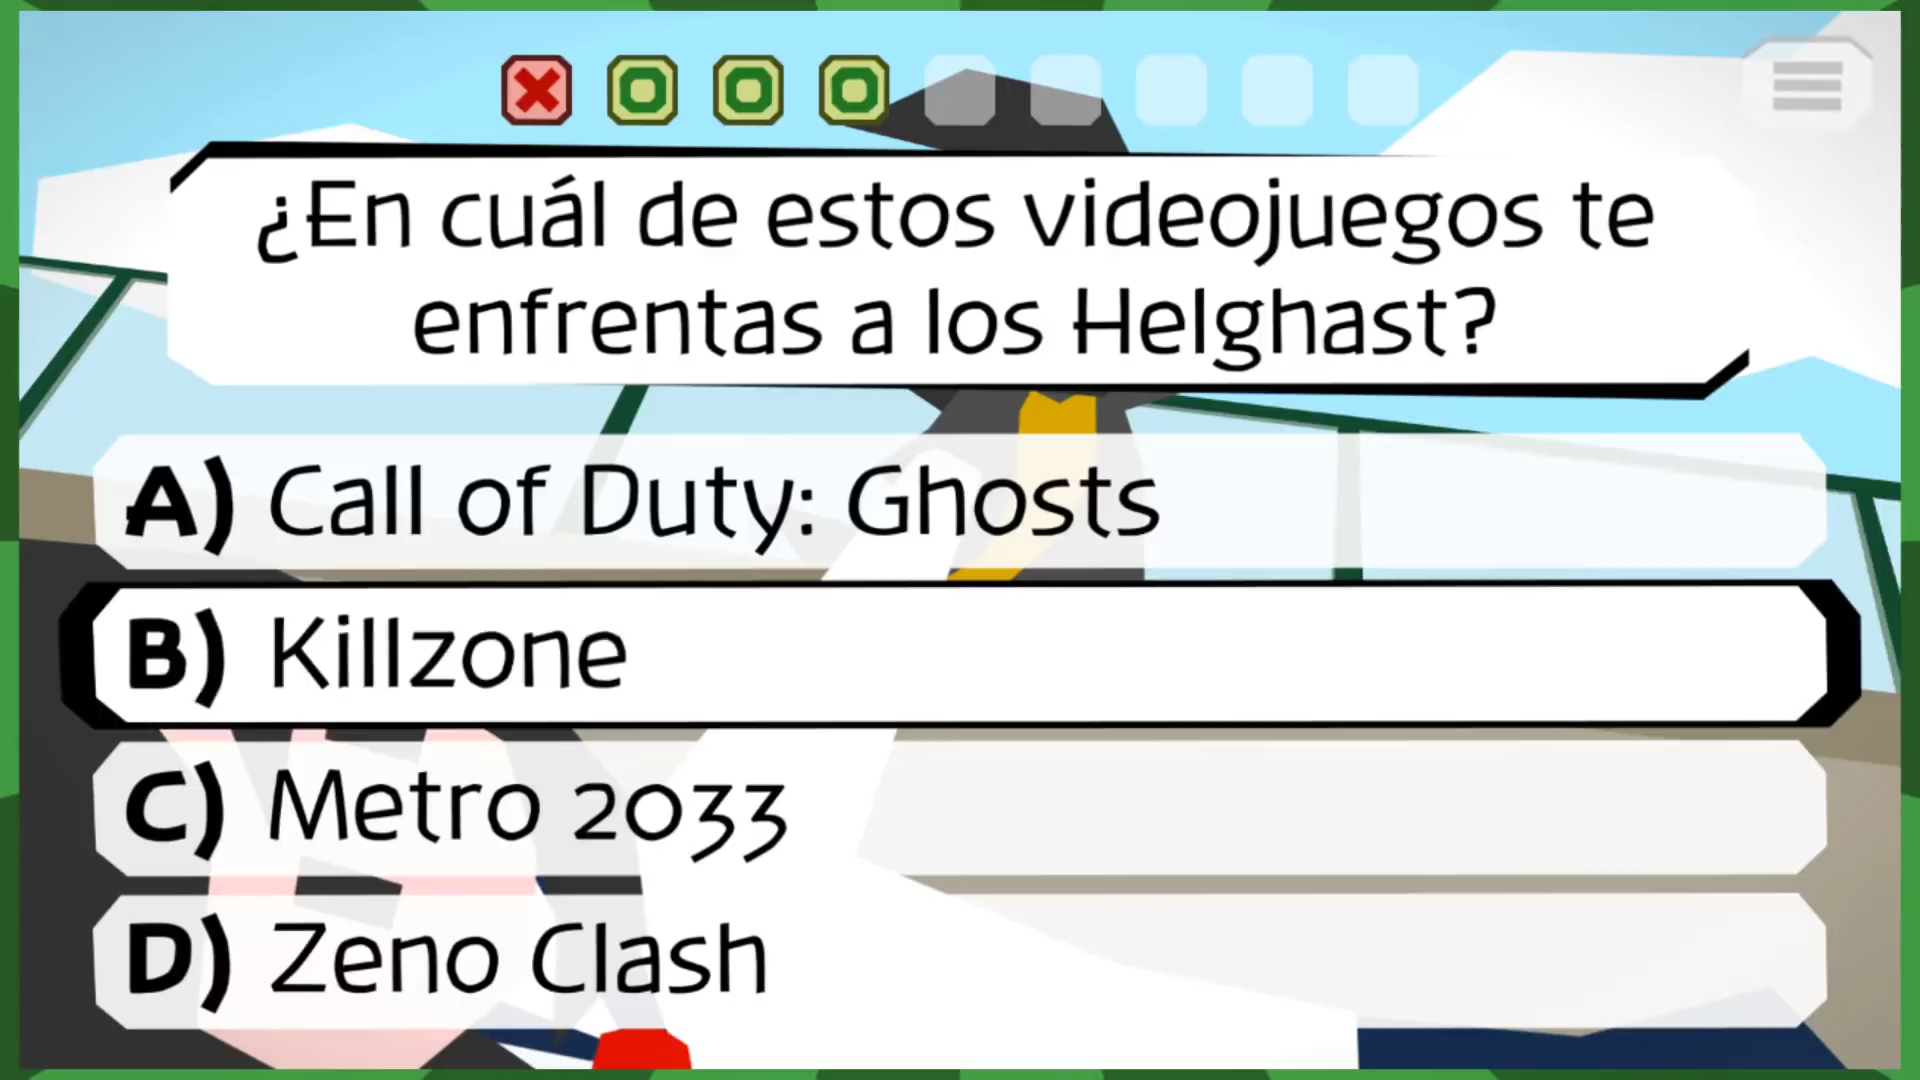 ¿En cuál de estos videojuegos te
enfrentas a los Helghast?
A) Call of Duty: Ghosts
B) Killzone
C) Metro 2033
D) Zeno Clash